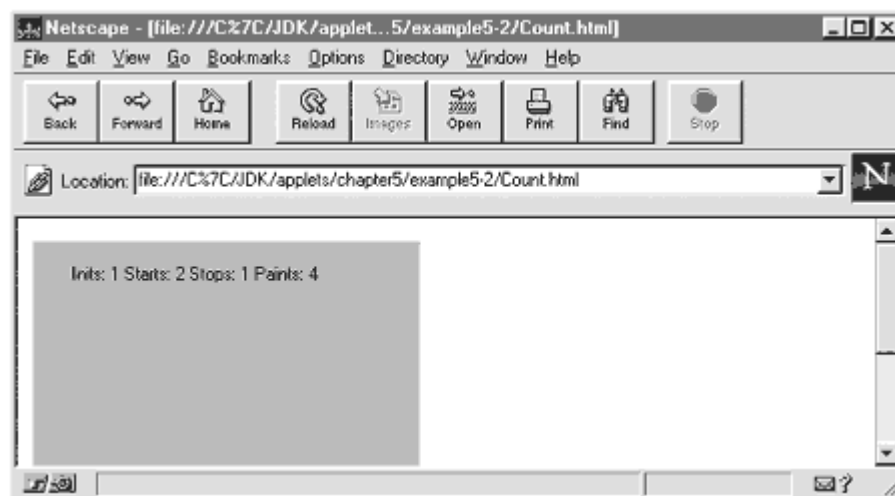 Netscape - [file:///C%7C/JDK/applet...5/example5-2/Count.html]
File Edit View Go Bookmarks Options Directory Window Help
Back Forward Home Reload Images Open Print Find Stop
Location: file:///C%7C/JDK/applets/chapter5/example5-2/Count.html
N
Inits: 1 Starts: 2 Stops: 1 Paints: 4
?